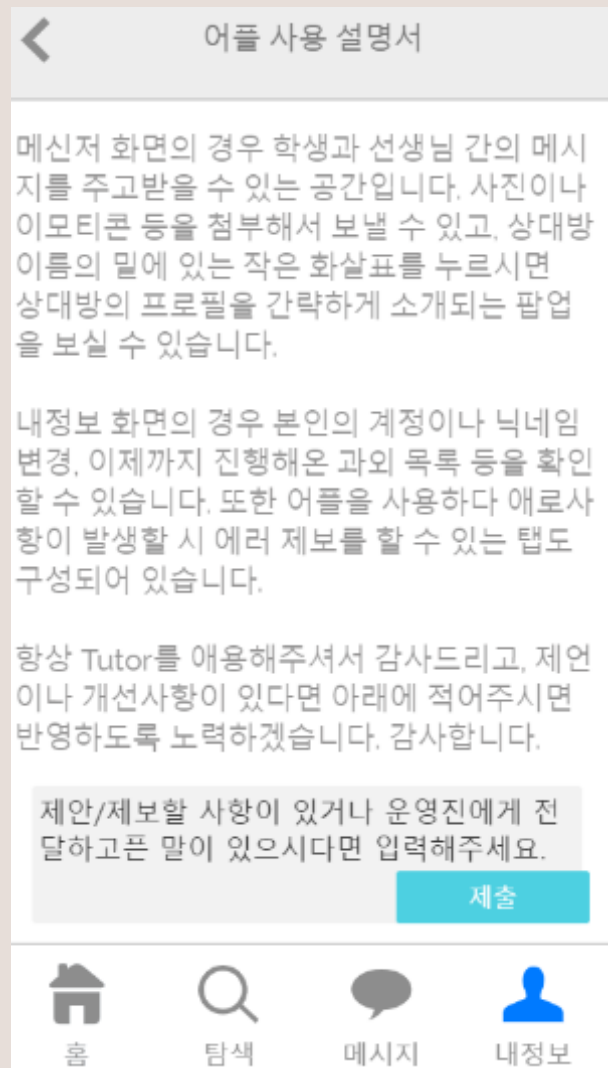 어플 사용 설명서
메신저 화면의 경우 학생과 선생님 간의 메시
지를 주고받을 수 있는 공간입니다. 사진이나
이모티콘 등을 첨부해서 보낼 수 있고, 상대방
이름의 밑에 있는 작은 화살표를 누르시면
상대방의 프로필을 간략하게 소개되는 팝업
을 보실 수 있습니다.
내정보 화면의 경우 본인의 계정이나 닉네임
변경, 이제까지 진행해온 과외 목록 등을 확인
할 수 있습니다. 또한 어플을 사용하다 애로사
항이 발생할 시 에러 제보를 할 수 있는 탭도
구성되어 있습니다.
항상 Tutor를 애용해주셔서 감사드리고, 제언
이나 개선사항이 있다면 아래에 적어주시면
반영하도록 노력하겠습니다. 감사합니다.
제안/제보할 사항이 있거나 운영진에게 전
달하고픈 말이 있으시다면 입력해주세요.
제출
홈 탐색 메시지 내정보